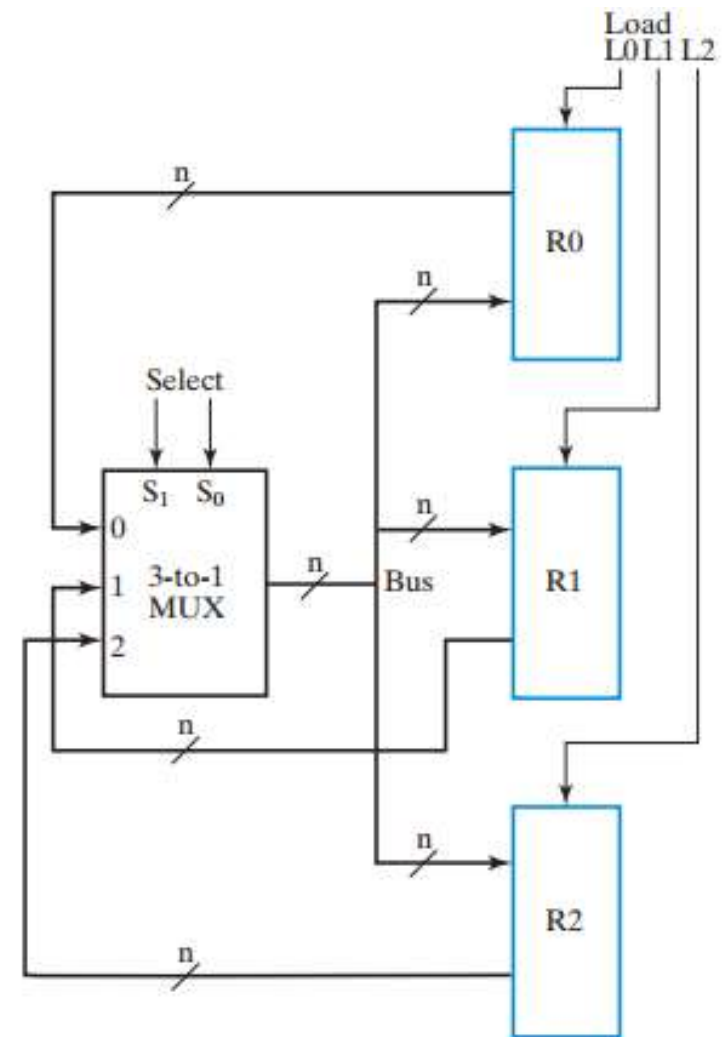 Load
L0 L1 L2
n
R0
n
Select
S₁ S₀
n
0
1 3-to-1
MUX
2
n
Bus
R1
n
n
R2
n